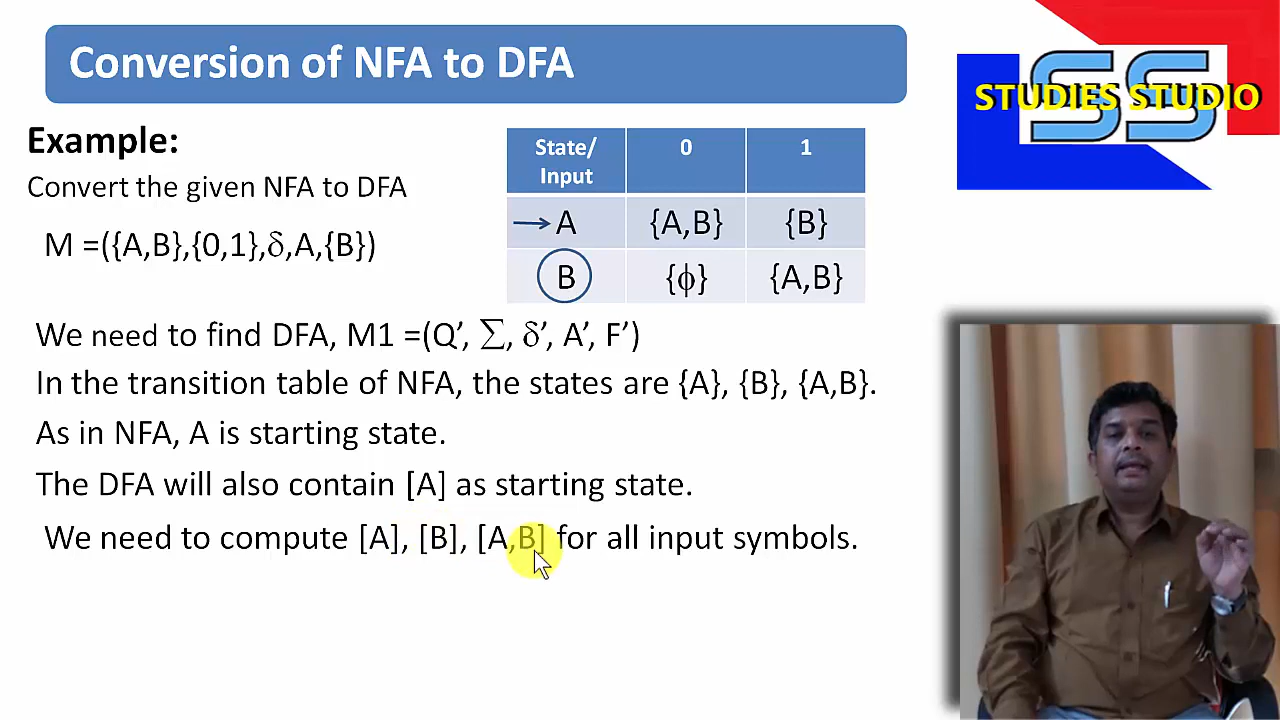 Conversion of NFA to DFA
SS
STUDIES STUDIO
Example:
Convert the given NFA to DFA
M =({A,B},{0,1},δ,A,{B})
State/ Input 0 1
A {A,B} {B}
B {ϕ} {A,B}
We need to find DFA, M1 =(Q’, ∑, δ’, A’, F’)
In the transition table of NFA, the states are {A}, {B}, {A,B}.
As in NFA, A is starting state.
The DFA will also contain [A] as starting state.
We need to compute [A], [B], [A,B] for all input symbols.